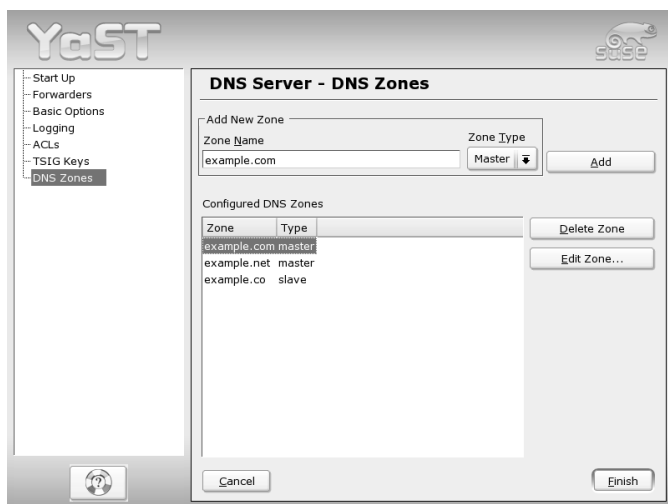 YaST
SUSE
Start Up
Forwarders
Basic Options
Logging
ACLs
TSIG Keys
DNS Zones
DNS Server - DNS Zones
Add New Zone
Zone Name
Zone Type
example.com
Master
Add
Configured DNS Zones
Zone Type
example.com master
example.net master
example.co slave
Delete Zone
Edit Zone...
?
Cancel
Finish